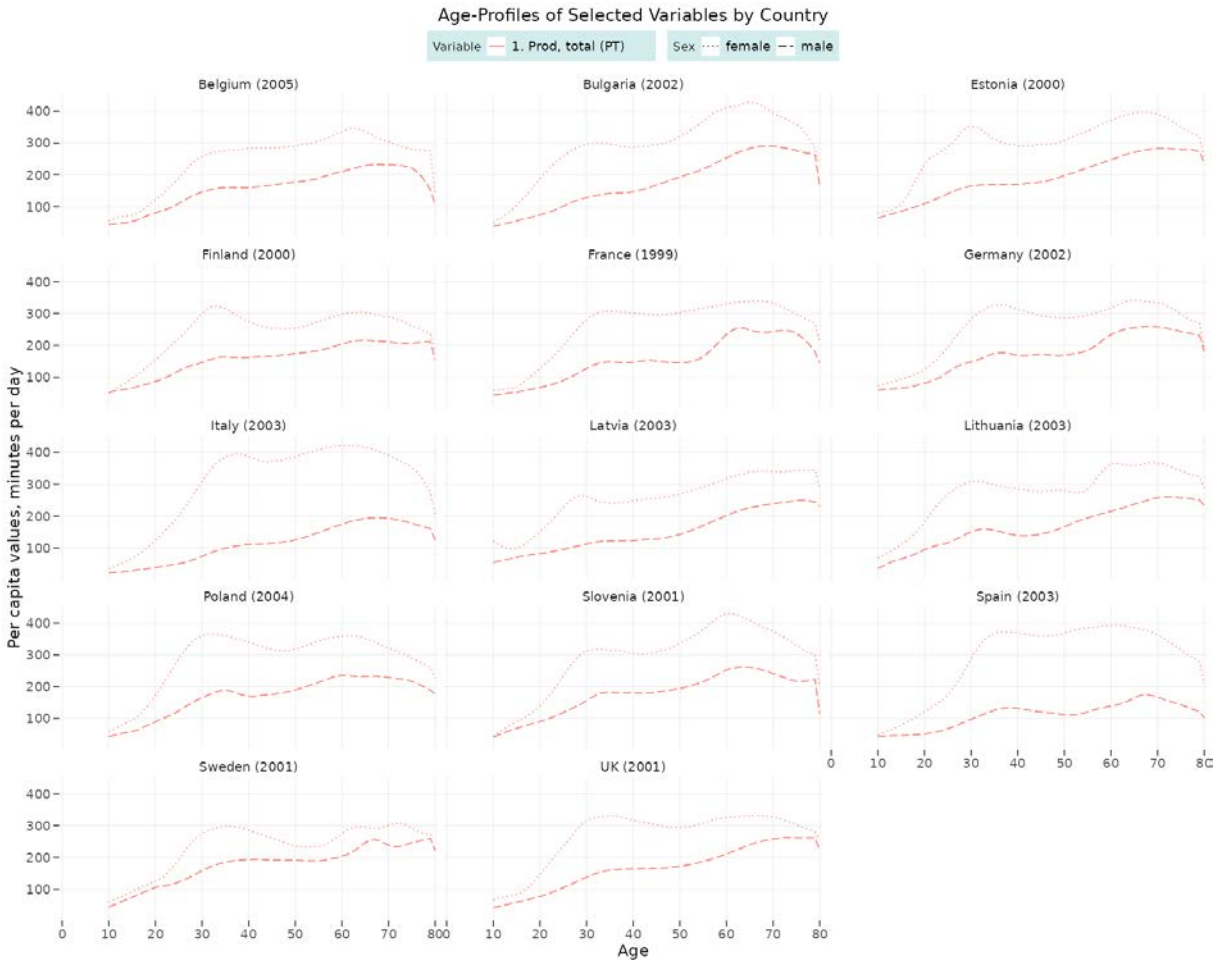 Age-Profiles of Selected Variables by Country
Variable 1. Prod, total (PT) Sex female male
Per capita values, minutes per day
Belgium (2005) Bulgaria (2002) Estonia (2000)
400
300
200
100
Finland (2000) France (1999) Germany (2002)
400
300
200
100
Italy (2003) Latvia (2003) Lithuania (2003)
400
300
200
100
Poland (2004) Slovenia (2001) Spain (2003)
400
300
200
100
0 10 20 30 40 50 60 70 80
Sweden (2001) UK (2001)
400
300
200
100
0 10 20 30 40 50 60 70 80 0 10 20 30 40 50 60 70 80
Age